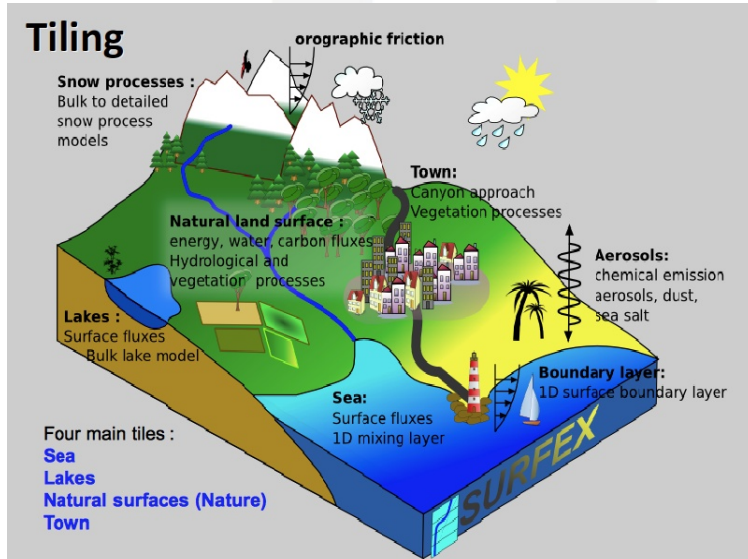 Tiling
orographic friction
Snow processes :
Bulk to detailed
snow process
models
Town:
Canyon approach
Vegetation processes
Natural land surface :
energy, water, carbon fluxes
Hydrological and
vegetation processes
Aerosols:
chemical emission
aerosols, dust,
sea salt
Lakes :
Surface fluxes
Bulk lake model
Boundary layer:
1D surface boundary layer
Sea:
Surface fluxes
1D mixing layer
Four main tiles :
Sea
Lakes
Natural surfaces (Nature)
Town
SURFEX